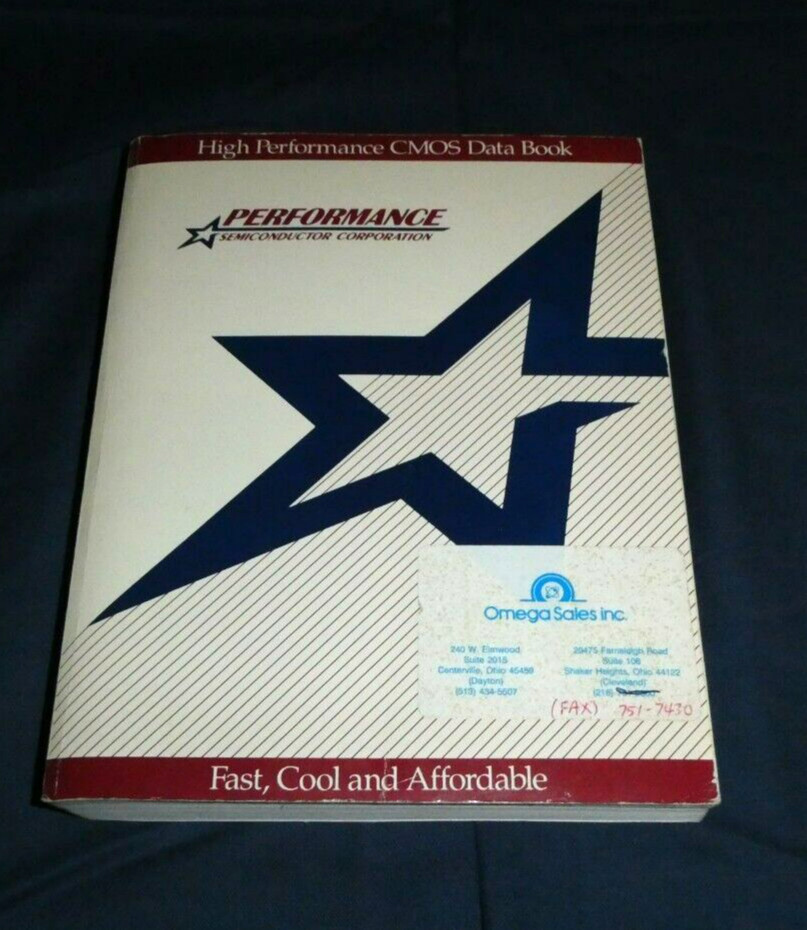 High Performance CMOS Data Book
PERFORMANCE
SEMICONDUCTOR CORPORATION
Omega Sales inc.
240 W. Elmwood
Suite 2015
Centerville, Ohio 45459
(Dayton)
(513) 434-5507
Road
Suite 106
Shaker Heights, Ohio 44122
(Cleveland)
(216)
(FAX) 751-7430
Fast, Cool and Affordable